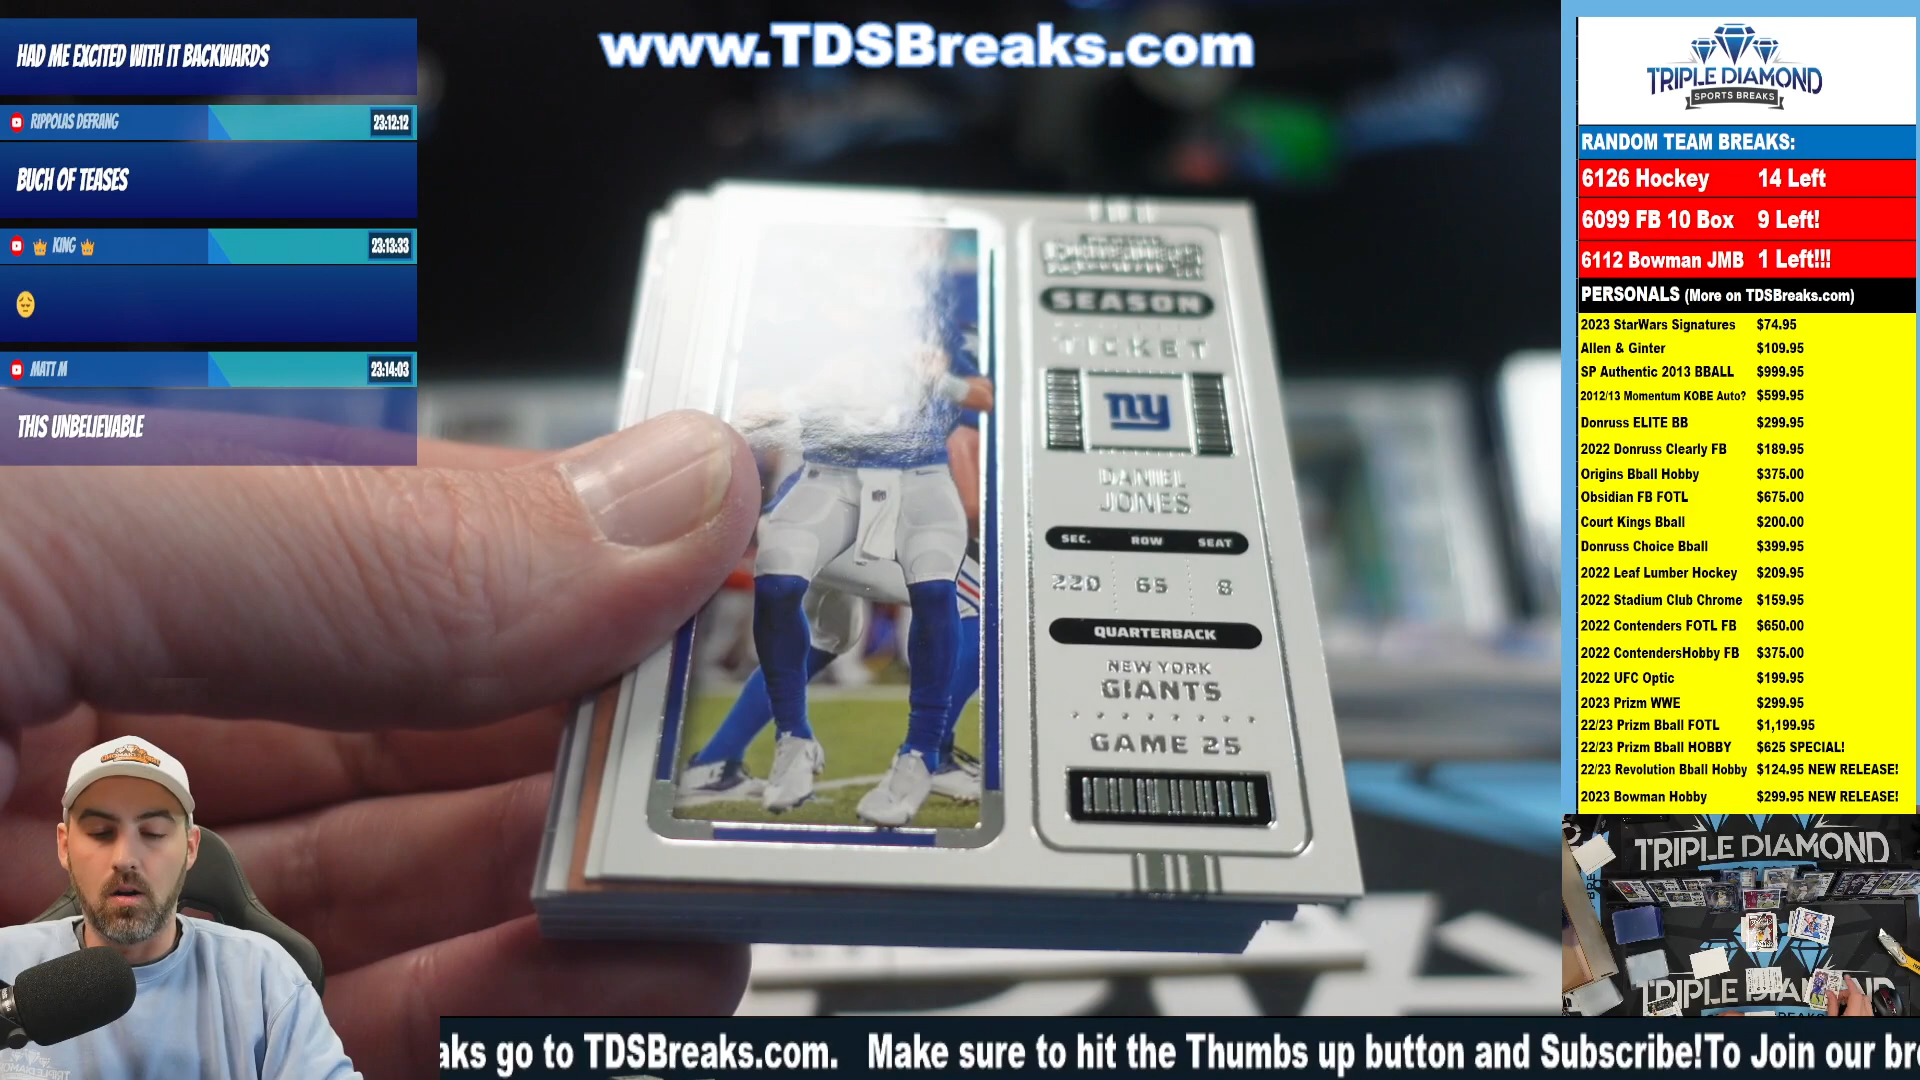 www.TDSBreaks.com
HAD ME EXCITED WITH IT BACKWARDS
RIPPOLAS DEFRANG 23:12:12
BUCH OF TEASES
KING 23:13:33
😔
MATT M 23:14:03
THIS UNBELIEVABLE
SEASON
TICKET
ny
DANIEL
JONES
SEC. ROW SEAT
220 65 8
QUARTERBACK
NEW YORK
GIANTS
GAME 25
TRIPLE DIAMOND
SPORTS BREAKS
RANDOM TEAM BREAKS:
6126 Hockey 14 Left
6099 FB 10 Box 9 Left!
6112 Bowman JMB 1 Left!!!
PERSONALS (More on TDSBreaks.com)
2023 StarWars Signatures $74.95
Allen & Ginter $109.95
SP Authentic 2013 BBALL $999.95
2012/13 Momentum KOBE Auto? $599.95
Donruss ELITE BB $299.95
2022 Donruss Clearly FB $189.95
Origins Bball Hobby $375.00
Obsidian FB FOTL $675.00
Court Kings Bball $200.00
Donruss Choice Bball $399.95
2022 Leaf Lumber Hockey $209.95
2022 Stadium Club Chrome $159.95
2022 Contenders FOTL FB $650.00
2022 ContendersHobby FB $375.00
2022 UFC Optic $199.95
2023 Prizm WWE $299.95
22/23 Prizm Bball FOTL $1,199.95
22/23 Prizm Bball HOBBY $625 SPECIAL!
22/23 Revolution Bball Hobby $124.95 NEW RELEASE!
2023 Bowman Hobby $299.95 NEW RELEASE!
TRIPLE DIAMOND
TRIPLE DIAMOND
aks go to TDSBreaks.com. Make sure to hit the Thumbs up button and Subscribe!To Join our bre